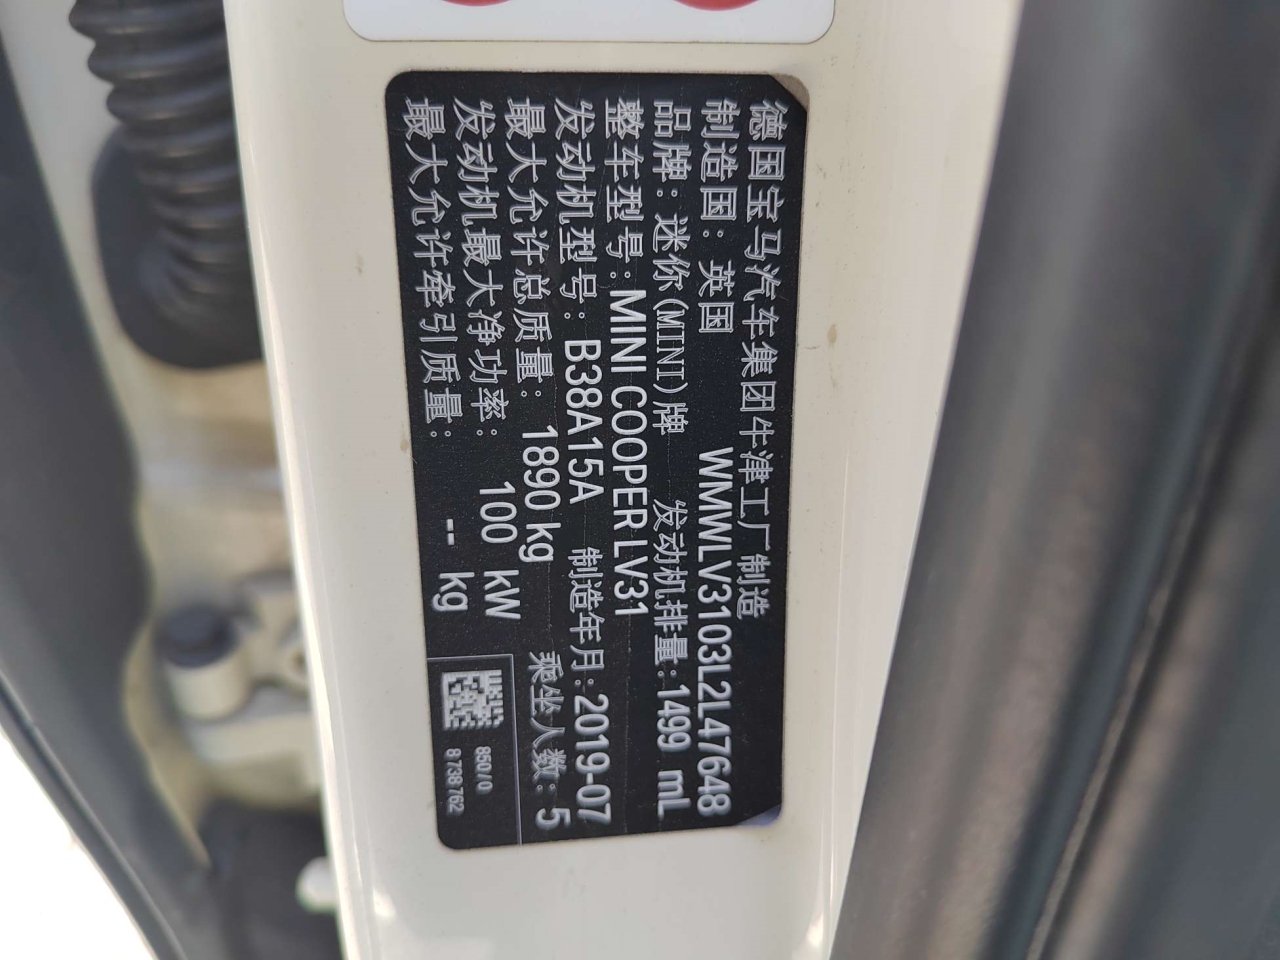 德国宝马汽车集团牛津工厂制造
制造国: 英国 WMWLV3103L2L47648
品牌: 迷你(MINI)牌 发动机排量:1499 mL
整车型号:MINI COOPER LV31
发动机型号: B38A15A 制造年月:2019-07
最大允许总质量: 1890 kg 乘坐人数: 5
发动机最大净功率: 100 kW
最大允许牵引质量: -- kg
850/0
8 738 762